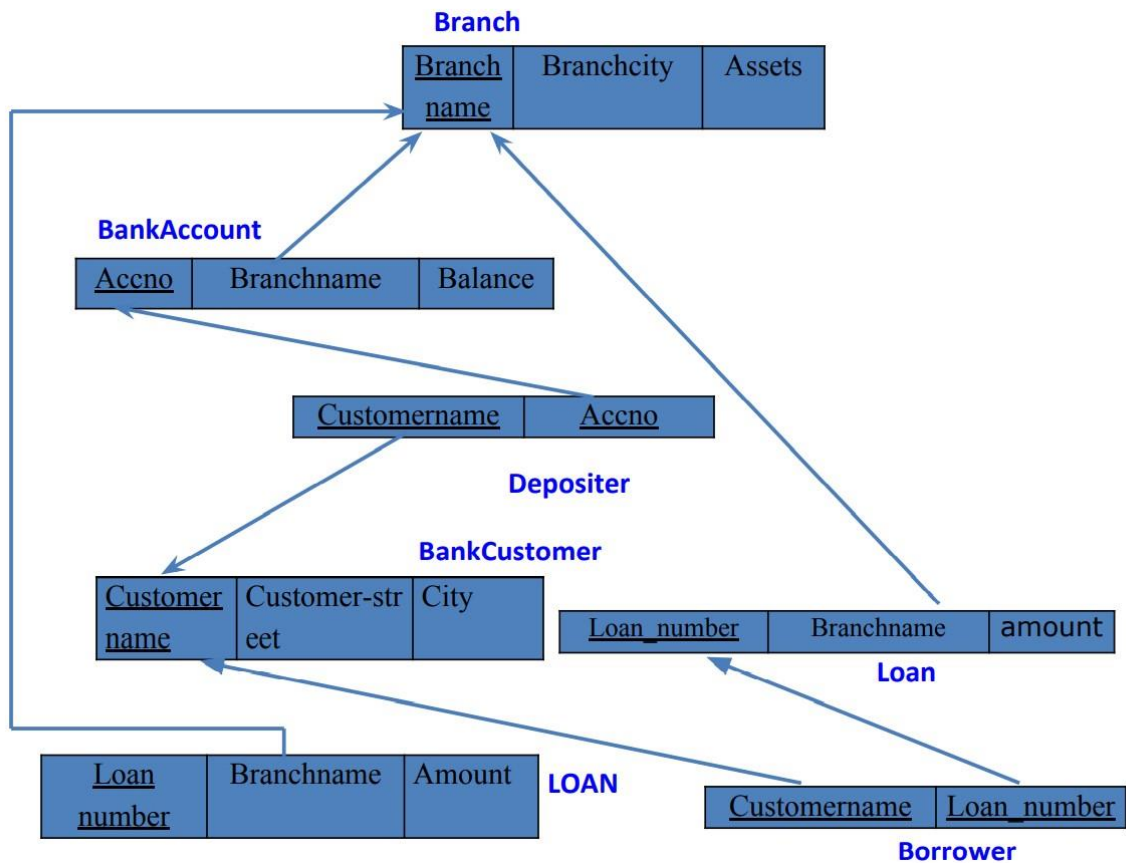 Branch
Branch Branchcity Assets
name
BankAccount
Accno Branchname Balance
Customername Accno
Depositer
BankCustomer
Customer Customer-str City
name eet
Loan_number Branchname amount
Loan
Loan Branchname Amount
number
LOAN
Customername Loan_number
Borrower